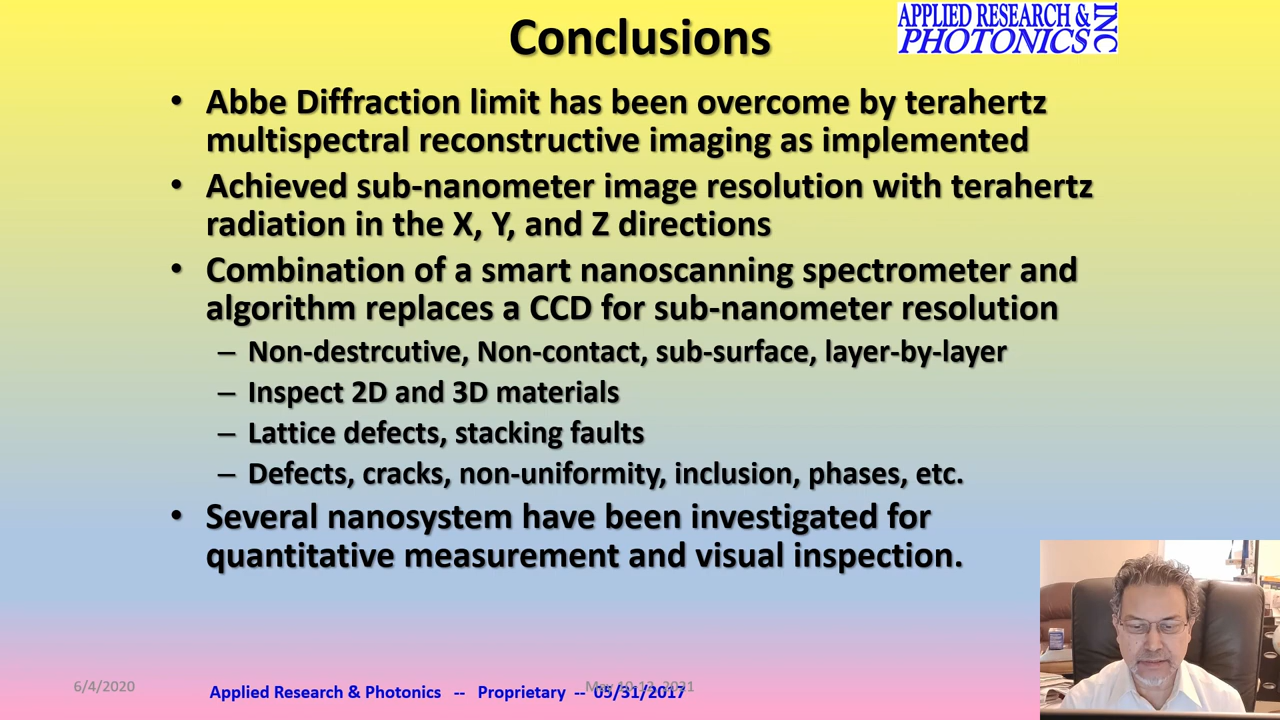 Conclusions
APPLIED RESEARCH & PHOTONICS INC
• Abbe Diffraction limit has been overcome by terahertz
multispectral reconstructive imaging as implemented
• Achieved sub-nanometer image resolution with terahertz
radiation in the X, Y, and Z directions
• Combination of a smart nanoscanning spectrometer and
algorithm replaces a CCD for sub-nanometer resolution
– Non-destrcutive, Non-contact, sub-surface, layer-by-layer
– Inspect 2D and 3D materials
– Lattice defects, stacking faults
– Defects, cracks, non-uniformity, inclusion, phases, etc.
• Several nanosystem have been investigated for
quantitative measurement and visual inspection.
6/4/2020
Applied Research & Photonics -- Proprietary -- 05/31/2017
May 2021